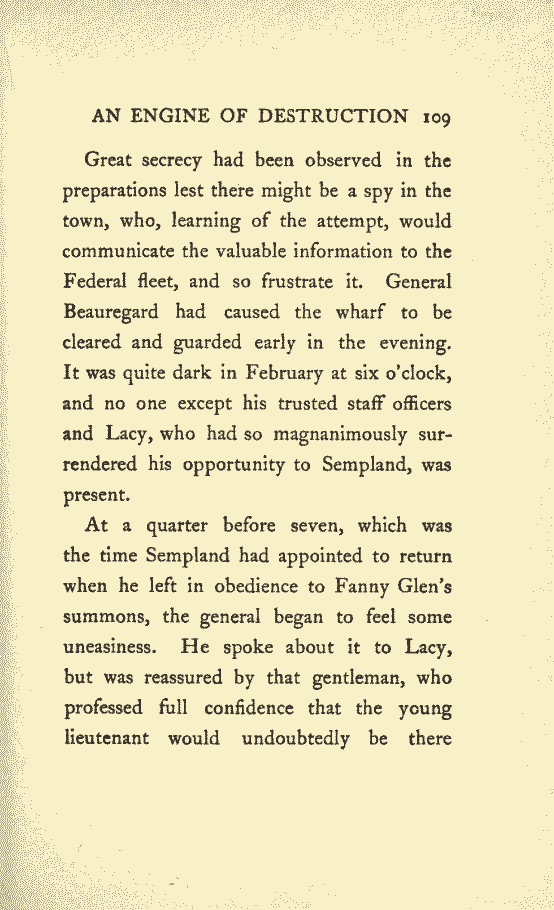 AN ENGINE OF DESTRUCTION 109
Great secrecy had been observed in the
preparations lest there might be a spy in the
town, who, learning of the attempt, would
communicate the valuable information to the
Federal fleet, and so frustrate it. General
Beauregard had caused the wharf to be
cleared and guarded early in the evening.
It was quite dark in February at six o'clock,
and no one except his trusted staff officers
and Lacy, who had so magnanimously sur-
rendered his opportunity to Sempland, was
present.
At a quarter before seven, which was
the time Sempland had appointed to return
when he left in obedience to Fanny Glen's
summons, the general began to feel some
uneasiness. He spoke about it to Lacy,
but was reassured by that gentleman, who
professed full confidence that the young
lieutenant would undoubtedly be there